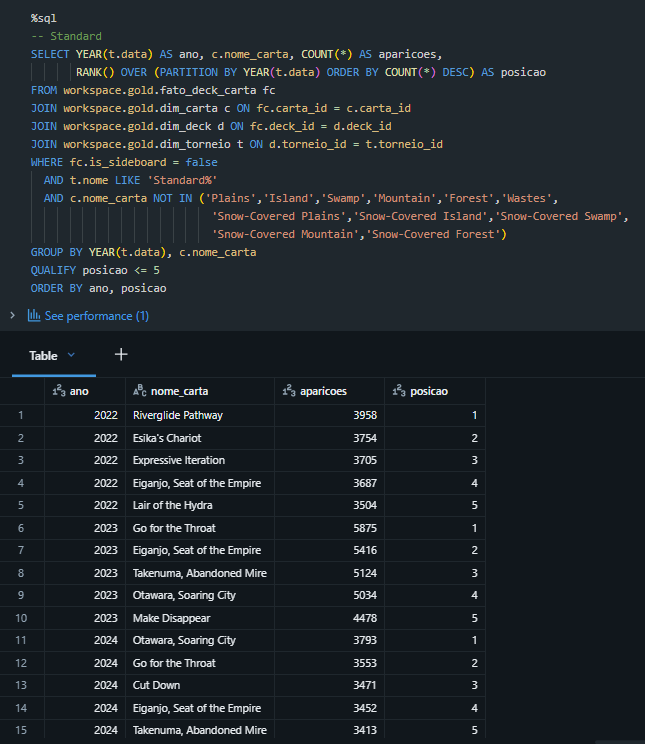 %sql
-- Standard
SELECT YEAR(t.data) AS ano, c.nome_carta, COUNT(*) AS aparicoes,
RANK() OVER (PARTITION BY YEAR(t.data) ORDER BY COUNT(*) DESC) AS posicao
FROM workspace.gold.fato_deck_carta fc
JOIN workspace.gold.dim_carta c ON fc.carta_id = c.carta_id
JOIN workspace.gold.dim_deck d ON fc.deck_id = d.deck_id
JOIN workspace.gold.dim_torneio t ON d.torneio_id = t.torneio_id
WHERE fc.is_sideboard = false
AND t.nome LIKE 'Standard%'
AND c.nome_carta NOT IN ('Plains','Island','Swamp','Mountain','Forest','Wastes',
'Snow-Covered Plains','Snow-Covered Island','Snow-Covered Swamp',
'Snow-Covered Mountain','Snow-Covered Forest')
GROUP BY YEAR(t.data), c.nome_carta
QUALIFY posicao <= 5
ORDER BY ano, posicao
See performance (1)
Table +
123 ano ABC nome_carta 123 aparicoes 123 posicao
1 2022 Riverglide Pathway 3958 1
2 2022 Esika's Chariot 3754 2
3 2022 Expressive Iteration 3705 3
4 2022 Eiganjo, Seat of the Empire 3687 4
5 2022 Lair of the Hydra 3504 5
6 2023 Go for the Throat 5875 1
7 2023 Eiganjo, Seat of the Empire 5416 2
8 2023 Takenuma, Abandoned Mire 5124 3
9 2023 Otawara, Soaring City 5034 4
10 2023 Make Disappear 4478 5
11 2024 Otawara, Soaring City 3793 1
12 2024 Go for the Throat 3553 2
13 2024 Cut Down 3471 3
14 2024 Eiganjo, Seat of the Empire 3452 4
15 2024 Takenuma, Abandoned Mire 3413 5